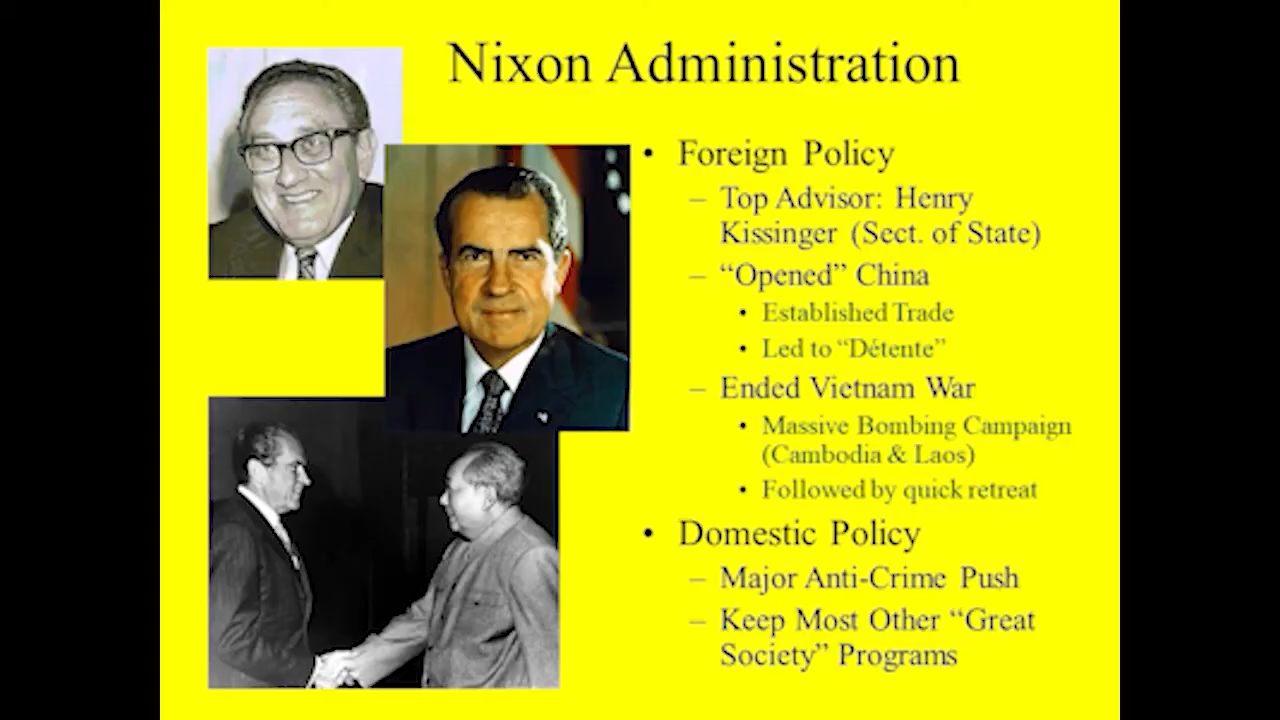 Nixon Administration
• Foreign Policy
– Top Advisor: Henry
Kissinger (Sect. of State)
– “Opened” China
• Established Trade
• Led to “Détente”
– Ended Vietnam War
• Massive Bombing Campaign
(Cambodia & Laos)
• Followed by quick retreat
• Domestic Policy
– Major Anti-Crime Push
– Keep Most Other “Great
Society” Programs